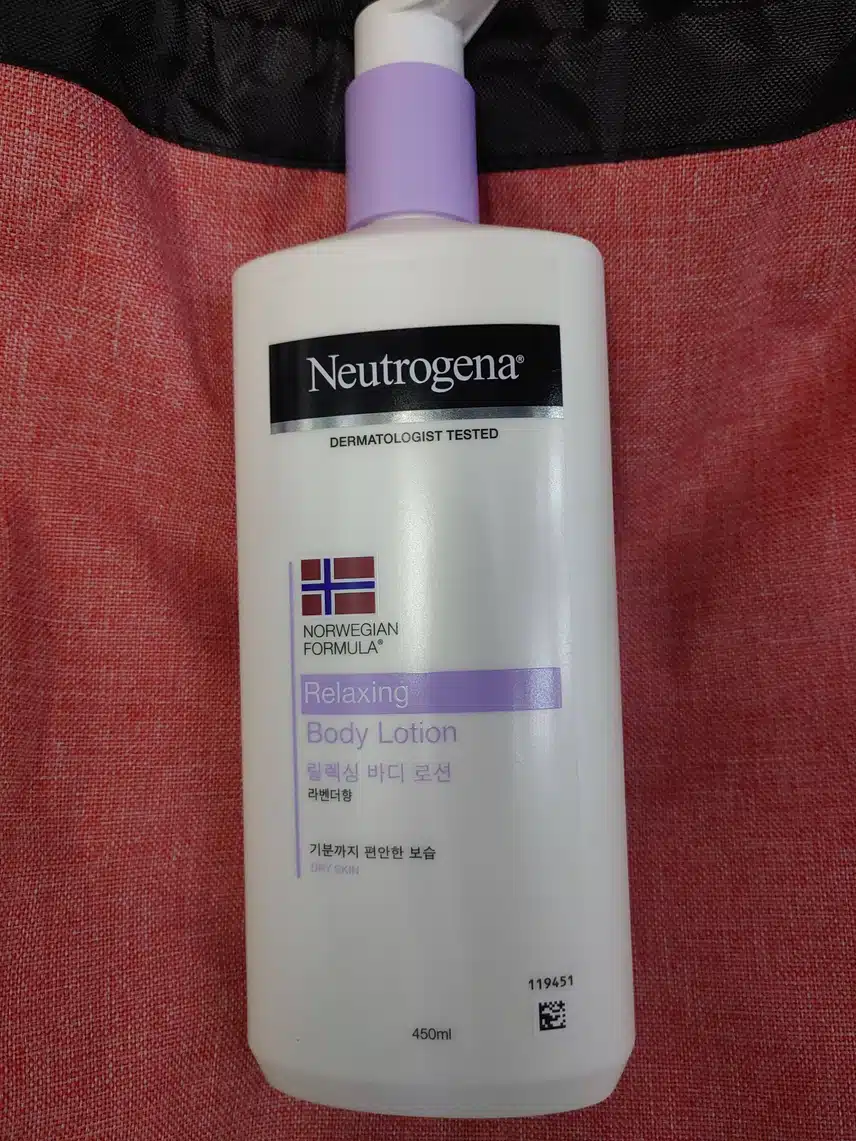 Neutrogena®
DERMATOLOGIST TESTED
NORWEGIAN
FORMULA®
Relaxing
Body Lotion
릴렉싱 바디 로션
라벤더향
기분까지 편안한 보습
DRY SKIN
119451
450ml